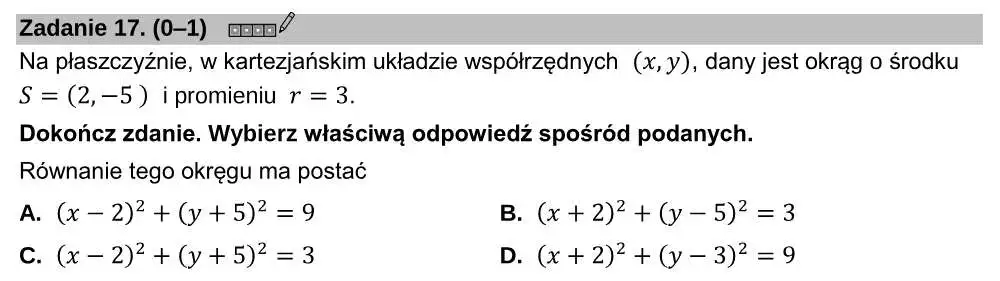 Zadanie 17. (0–1)
Na płaszczyźnie, w kartezjańskim układzie współrzędnych (x, y), dany jest okrąg o środku
S = (2, −5 ) i promieniu r = 3.
Dokończ zdanie. Wybierz właściwą odpowiedź spośród podanych.
Równanie tego okręgu ma postać
A. (x − 2)² + (y + 5)² = 9
B. (x + 2)² + (y − 5)² = 3
C. (x − 2)² + (y + 5)² = 3
D. (x + 2)² + (y − 3)² = 9